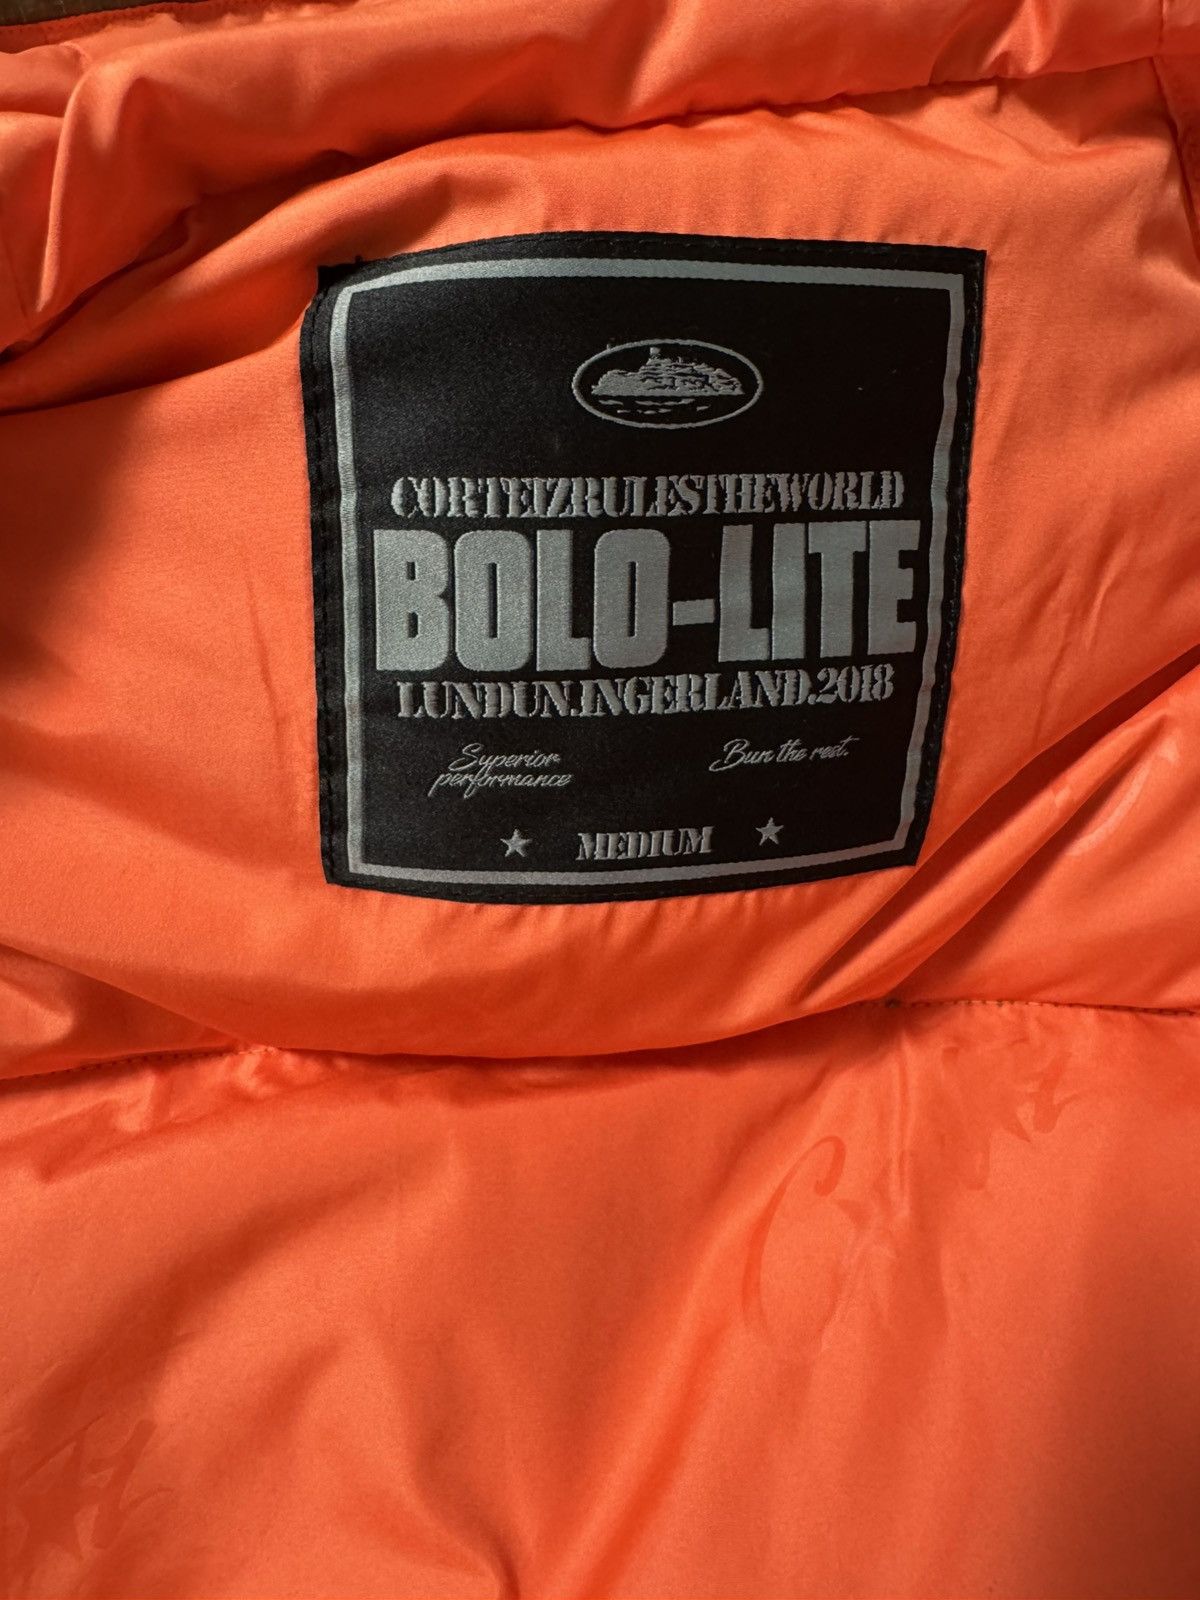 CORTEIZRULESTHEWORLD
BOLO-LITE
LUNDUN.INGERLAND.2018
Superior
performance
Bun the rest.
MEDIUM